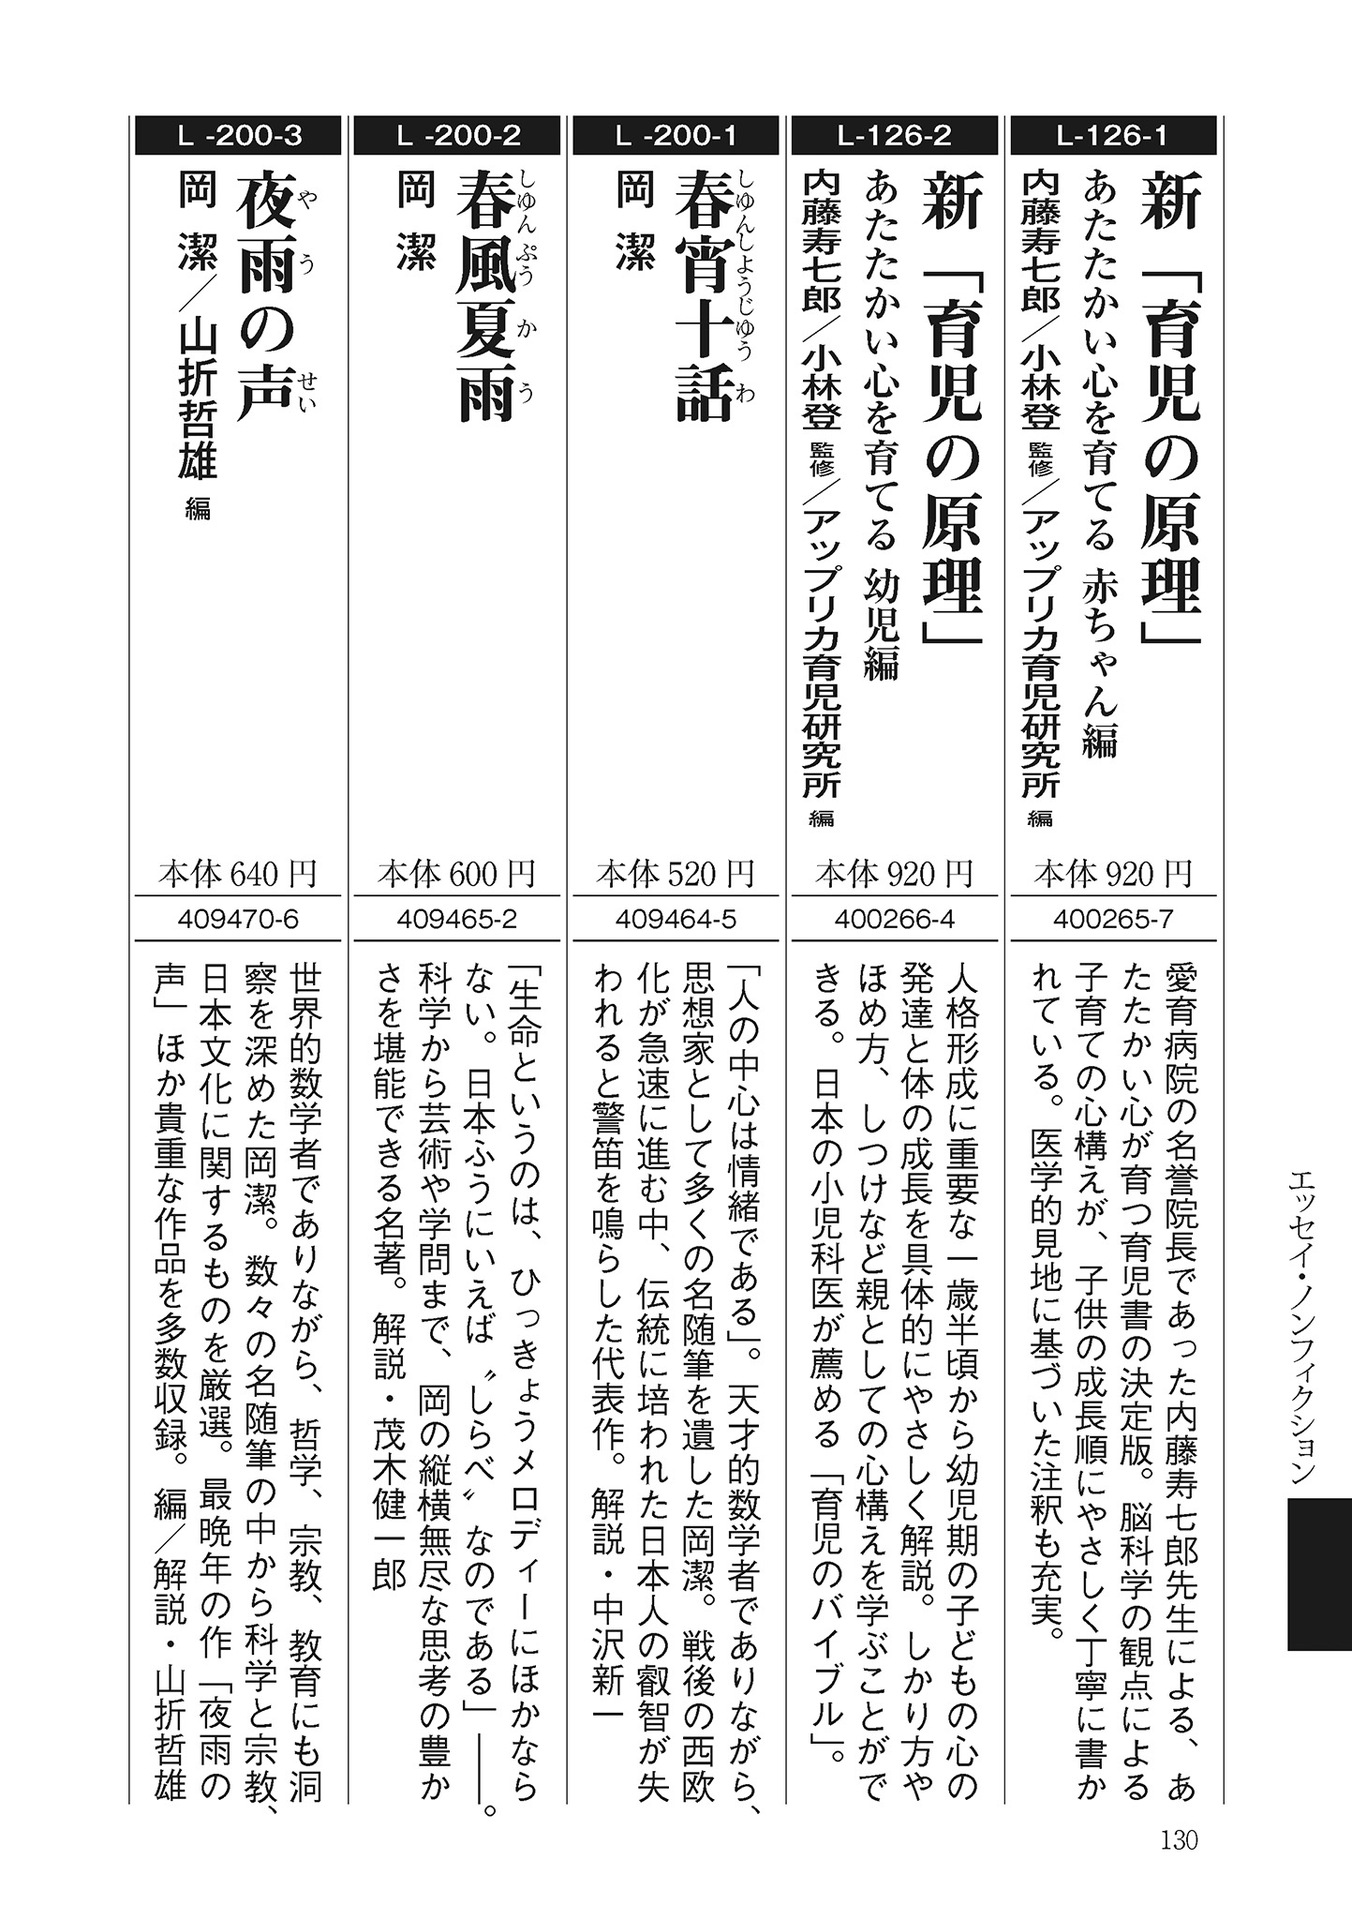 L-126-1
新「育児の原理」
あたたかい心を育てる 赤ちゃん編
内藤寿七郎／小林登 監修／アップリカ育児研究所 編
本体920円
400265-7
愛育病院の名誉院長であった内藤寿七郎先生による、あ
たたかい心が育つ育児書の決定版。脳科学の観点による
子育ての心構えが、子供の成長順にやさしく丁寧に書か
れている。医学的見地に基づいた注釈も充実。
L-126-2
新「育児の原理」
あたたかい心を育てる 幼児編
内藤寿七郎／小林登 監修／アップリカ育児研究所 編
本体920円
400266-4
人格形成に重要な一歳半頃から幼児期の子どもの心の
発達と体の成長を具体的にやさしく解説。しかり方や
ほめ方、しつけなど親としての心構えを学ぶことがで
きる。日本の小児科医が薦める「育児のバイブル」。
L -200-1
春宵十話
しゆんしようじゆうわ
岡 潔
本体520円
409464-5
「人の中心は情緒である」。天才的数学者でありながら、
思想家として多くの名随筆を遺した岡潔。戦後の西欧
化が急速に進む中、伝統に培われた日本人の叡智が失
われると警笛を鳴らした代表作。解説・中沢新一
L -200-2
春風夏雨
しゆんぷうかう
岡 潔
本体600円
409465-2
「生命というのは、ひっきょうメロディーにほかなら
ない。日本ふうにいえば〝しらべ〟なのである」――。
科学から芸術や学問まで、岡の縦横無尽な思考の豊か
さを堪能できる名著。解説・茂木健一郎
L -200-3
夜雨の声
やうせい
岡 潔／山折哲雄 編
本体640円
409470-6
世界的数学者でありながら、哲学、宗教、教育にも洞
察を深めた岡潔。数々の名随筆の中から科学と宗教、
日本文化に関するものを厳選。最晩年の作「夜雨の
声」ほか貴重な作品を多数収録。編／解説・山折哲雄
エッセイ・ノンフィクション
130